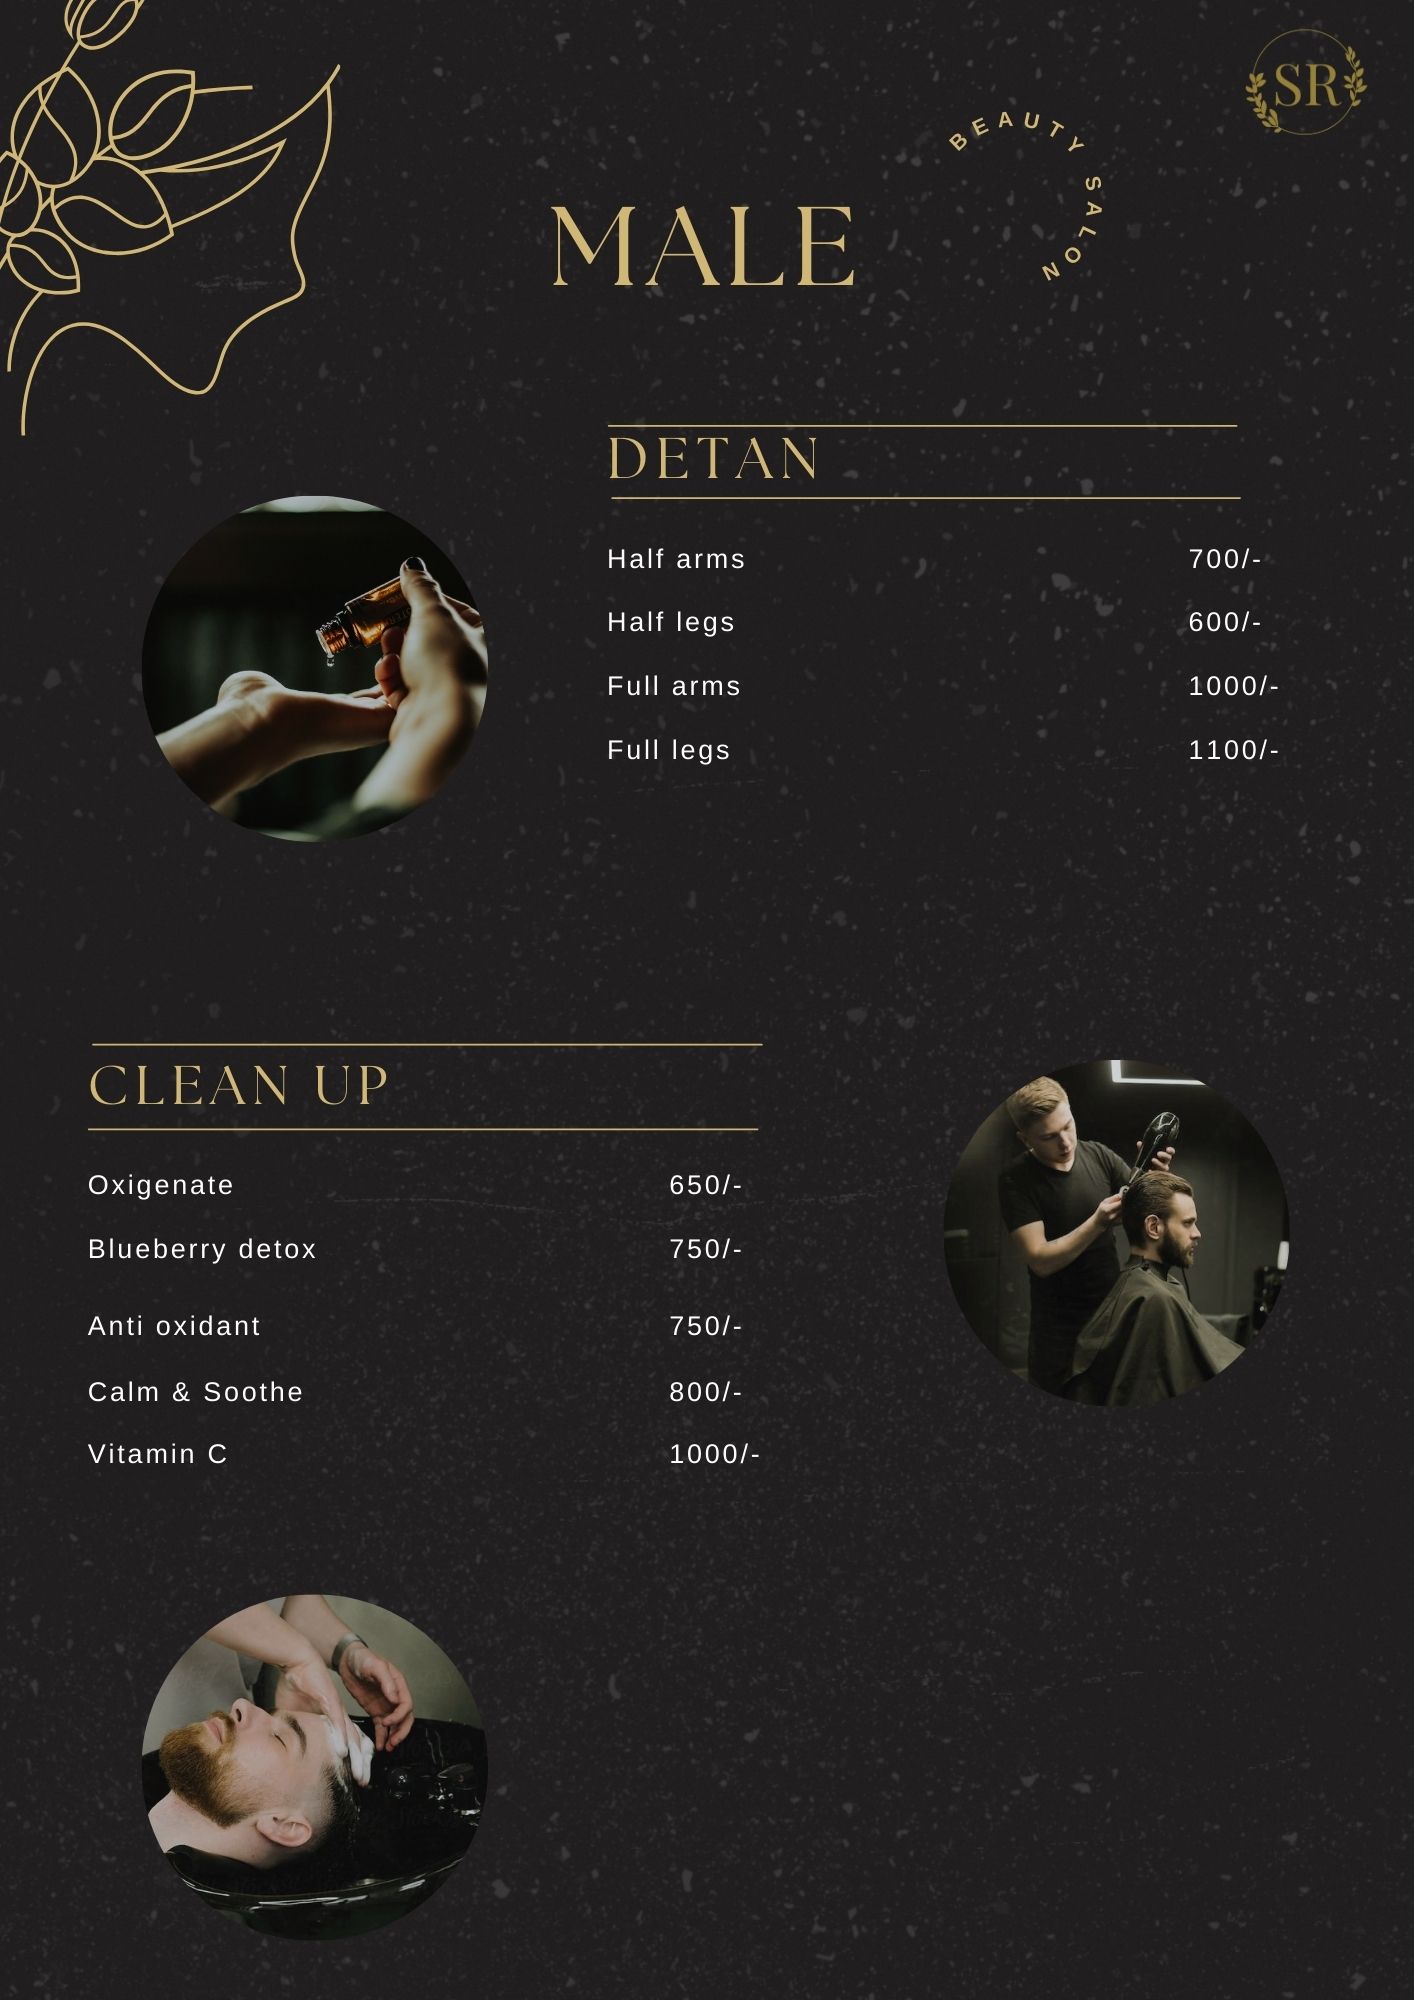 SR
BEAUTY SALON
MALE
DETAN
Half arms 700/-
Half legs 600/-
Full arms 1000/-
Full legs 1100/-
CLEAN UP
Oxigenate 650/-
Blueberry detox 750/-
Anti oxidant 750/-
Calm & Soothe 800/-
Vitamin C 1000/-